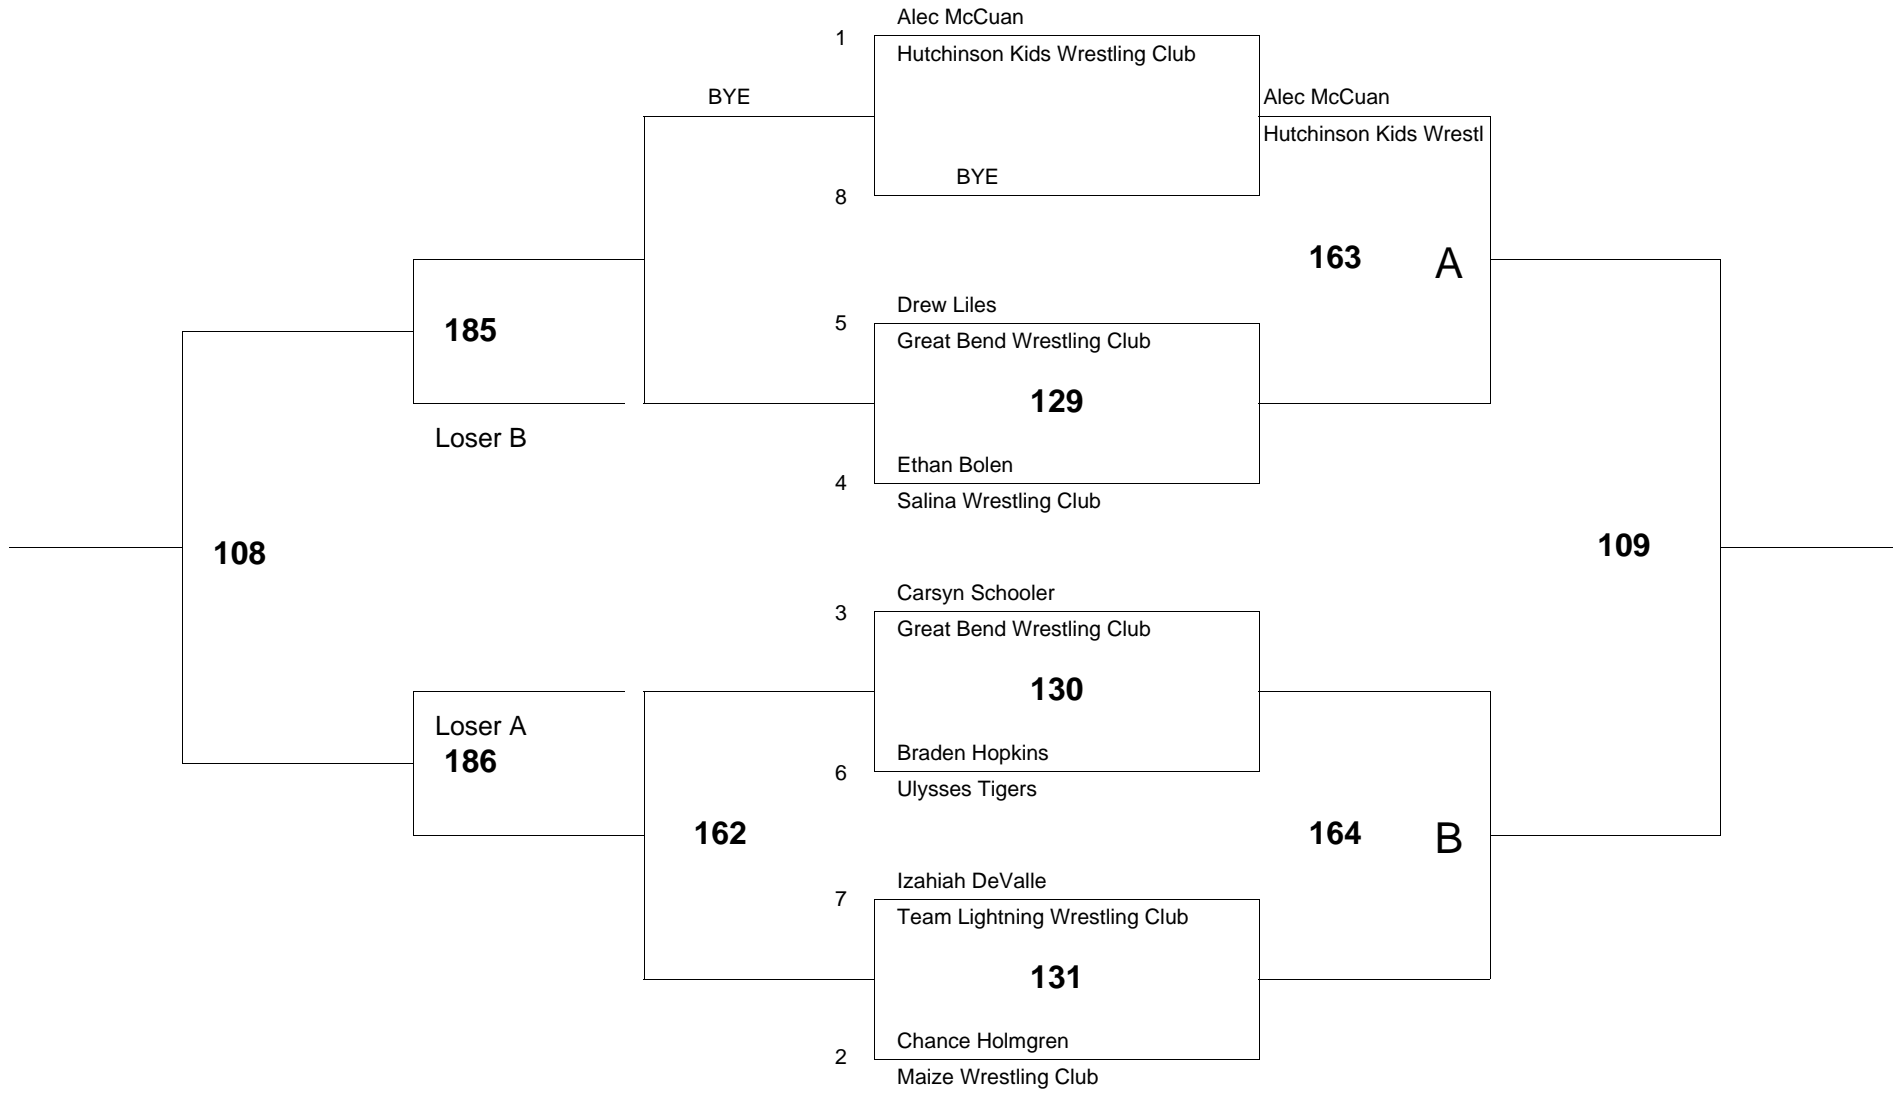 Alec McCuan
1
Hutchinson Kids Wrestling Club
BYE
Alec McCuan
Hutchinson Kids Wrestl
BYE
8
163 A
Drew Liles
5
185
Great Bend Wrestling Club
129
Loser B
Ethan Bolen
4
Salina Wrestling Club
108
109
Carsyn Schooler
3
Great Bend Wrestling Club
130
Loser A
186
Braden Hopkins
6
Ulysses Tigers
162
164 B
Izahiah DeValle
7
Team Lightning Wrestling Club
131
Chance Holmgren
2
Maize Wrestling Club